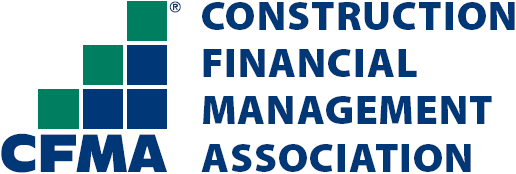 CFMA®
CONSTRUCTION
FINANCIAL
MANAGEMENT
ASSOCIATION